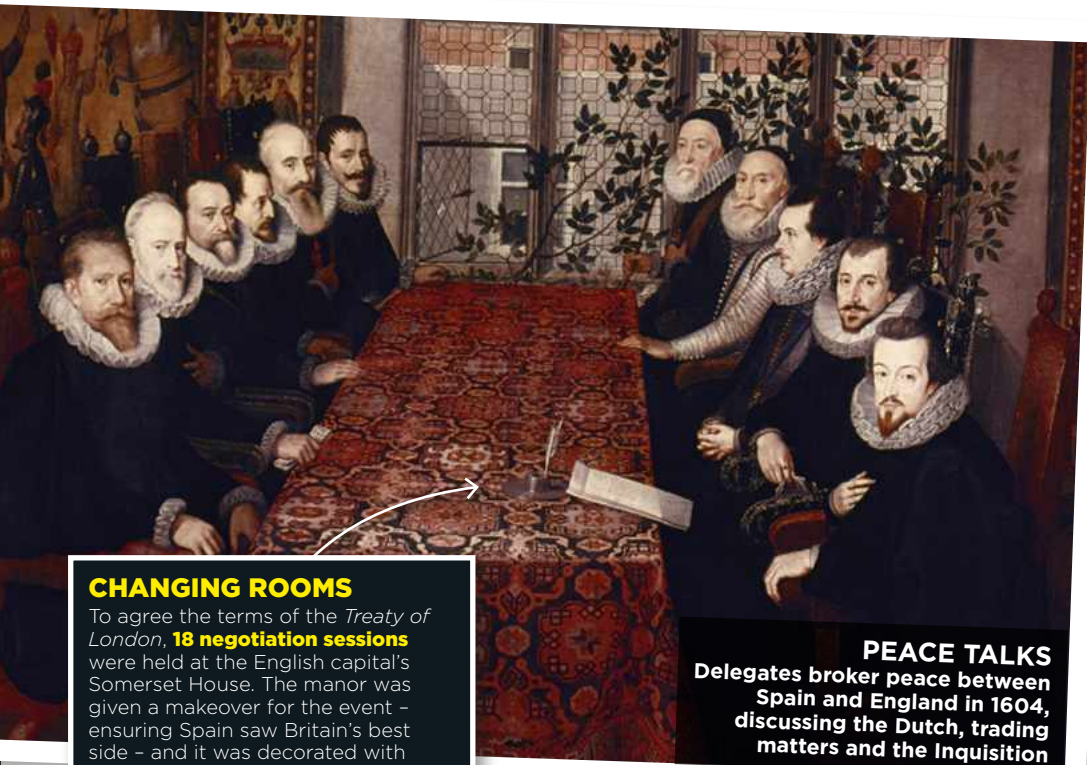 CHANGING ROOMS
To agree the terms of the Treaty of
London, 18 negotiation sessions
were held at the English capital's
Somerset House. The manor was
given a makeover for the event –
ensuring Spain saw Britain's best
side – and it was decorated with
PEACE TALKS
Delegates broker peace between
Spain and England in 1604,
discussing the Dutch, trading
matters and the Inquisition